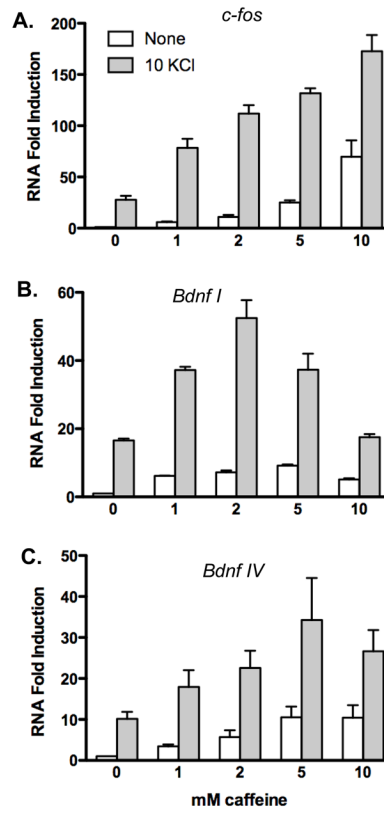 A.
c-fos
200
150
100
50
0
RNA Fold Induction
None
10 KCl
0 1 2 5 10
B.
Bdnf I
60
40
20
0
RNA Fold Induction
0 1 2 5 10
C.
Bdnf IV
50
40
30
20
10
0
RNA Fold Induction
0 1 2 5 10
mM caffeine